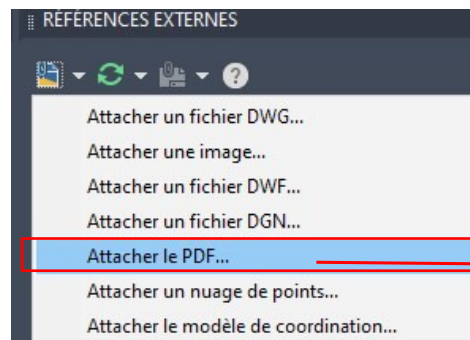 RÉFÉRENCES EXTERNES
Attacher un fichier DWG...
Attacher une image...
Attacher un fichier DWF...
Attacher un fichier DGN...
Attacher le PDF...
Attacher un nuage de points...
Attacher le modèle de coordination...